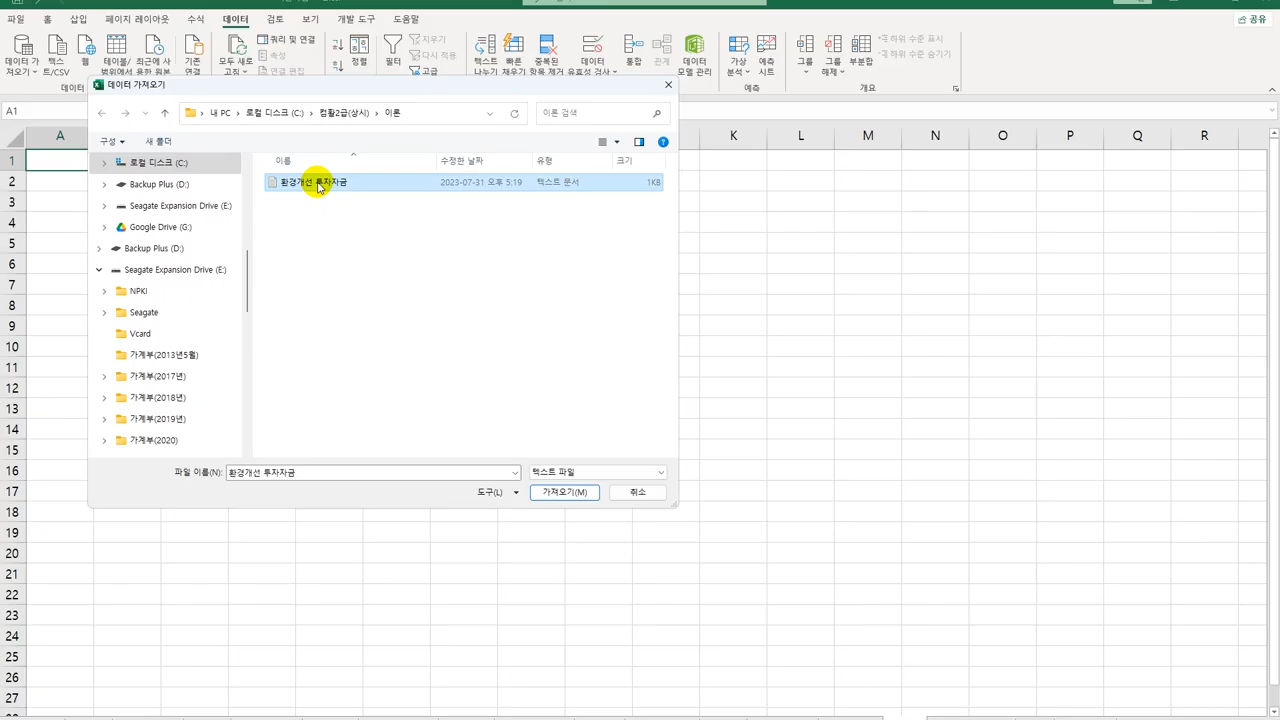 파일 홈 삽입 페이지 레이아웃 수식 데이터 검토 보기 개발 도구 도움말 공유
쿼리 및 연결 지우기 하위 수준 표시
속성 다시 적용 하위 수준 숨기기
데이터 가
져오기 텍
스트/CSV 웹 테이블/
범위에서 최근에 사
용한 원본 기존
연결 모두 새로
고침 연결 편집 정렬 필터 고급 텍스트
나누기 빠른
채우기 중복된
항목 제거 데이터
유효성 검사 통합 관계 데이터
모델 관리 가상
분석 예측
시트 그룹 그룹
해제 부분합
예측 개요
데이터 가져오기
A1
내 PC 로컬 디스크 (C:) 컴활2급(상시) 이론 이론 검색
구성 새 폴더
이름 수정한 날짜 유형 크기
환경개선 투자자금 2023-07-31 오후 5:19 텍스트 문서 1KB
로컬 디스크 (C:)
Backup Plus (D:)
Seagate Expansion Drive (E:)
Google Drive (G:)
Backup Plus (D:)
Seagate Expansion Drive (E:)
NPKI
Seagate
Vcard
가계부(2013년5월)
가계부(2017년)
가계부(2018년)
가계부(2019년)
가계부(2020)
파일 이름(N): 환경개선 투자자금 텍스트 파일
도구(L) 가져오기(M) 취소
A K L M N O P Q R
1
2
3
4
5
6
7
8
9
10
11
12
13
14
15
16
17
18
19
20
21
22
23
24
25
26
27